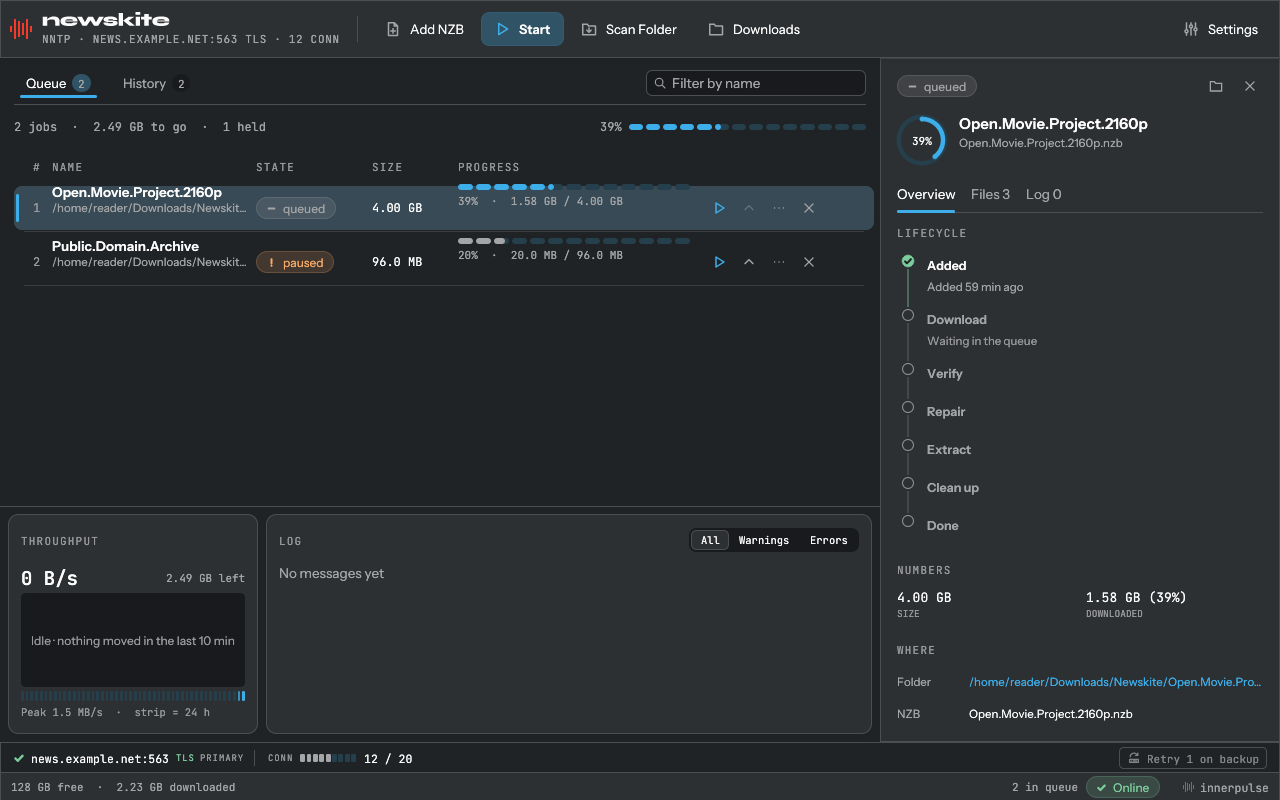 newskite
NNTP · NEWS.EXAMPLE.NET:563 TLS · 12 CONN
Add NZB
Start
Scan Folder
Downloads
Settings
Queue 2
History 2
Filter by name
2 jobs · 2.49 GB to go · 1 held
39%
# NAME STATE SIZE PROGRESS
Open.Movie.Project.2160p
1 /home/reader/Downloads/Newskit… – queued 4.00 GB 39% · 1.58 GB / 4.00 GB
Public.Domain.Archive
2 /home/reader/Downloads/Newskit… ! paused 96.0 MB 20% · 20.0 MB / 96.0 MB
THROUGHPUT
0 B/s 2.49 GB left
Idle · nothing moved in the last 10 min
Peak 1.5 MB/s · strip = 24 h
LOG
All Warnings Errors
No messages yet
– queued
39%
Open.Movie.Project.2160p
Open.Movie.Project.2160p.nzb
Overview Files 3 Log 0
LIFECYCLE
Added
Added 59 min ago
Download
Waiting in the queue
Verify
Repair
Extract
Clean up
Done
NUMBERS
4.00 GB 1.58 GB (39%)
SIZE DOWNLOADED
WHERE
Folder /home/reader/Downloads/Newskite/Open.Movie.Pro…
NZB Open.Movie.Project.2160p.nzb
news.example.net:563 TLS PRIMARY CONN 12 / 20
Retry 1 on backup
128 GB free · 2.23 GB downloaded
2 in queue Online innerpulse